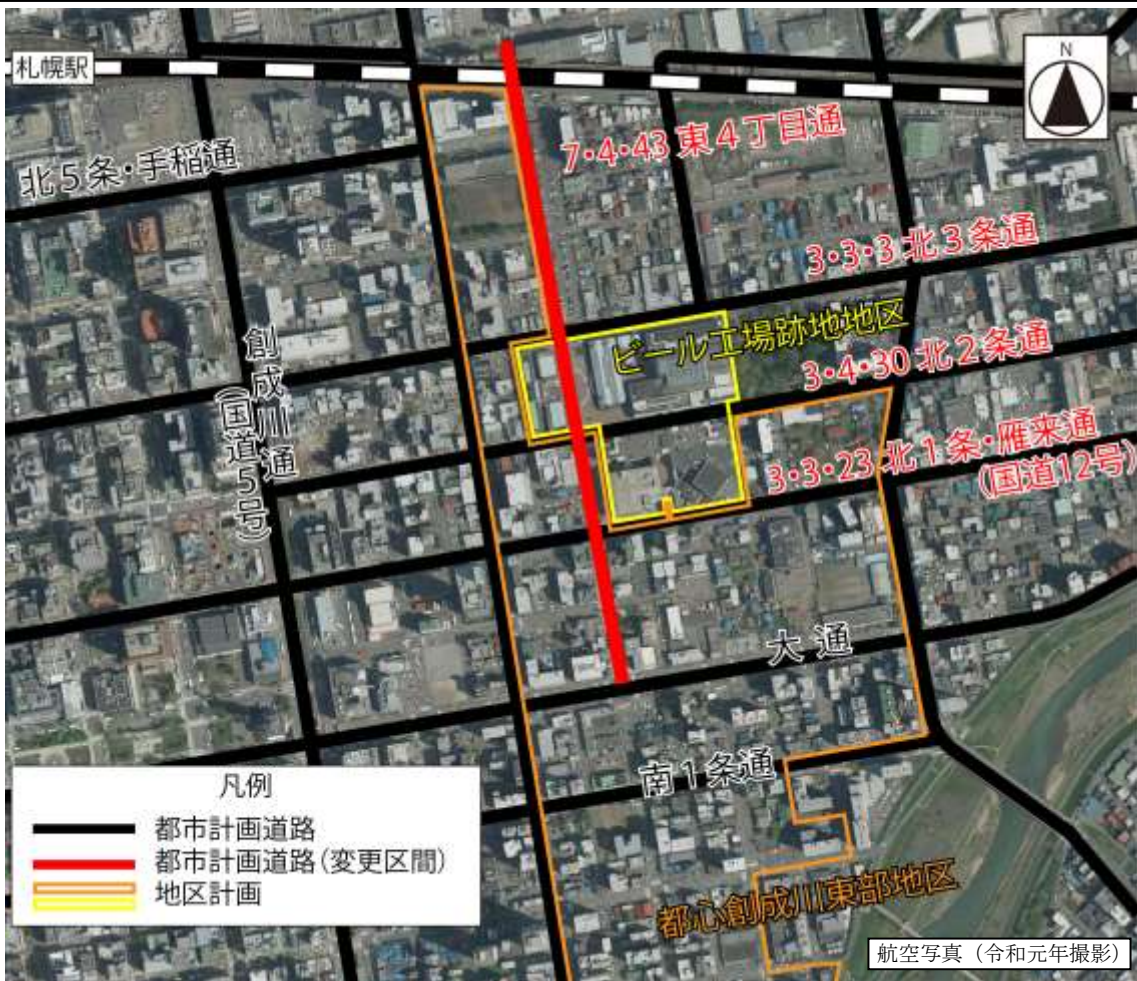 N
札幌駅
7・4・43 東4丁目通
北5条・手稲通
3・3・3 北3条通
ビール工場跡地地区
3・4・30 北2条通
創成川通
(国道5号)
3・3・23 北1条・雁来通
(国道12号)
大通
南1条通
凡例
都市計画道路
都市計画道路(変更区間)
地区計画
都心創成川東部地区
航空写真（令和元年撮影）